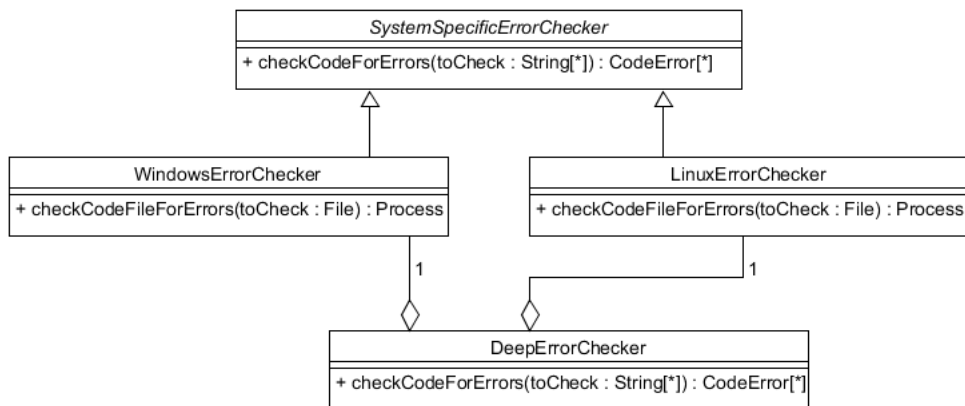 SystemSpecificErrorChecker
+ checkCodeForErrors(toCheck : String[*]) : CodeError[*]
WindowsErrorChecker
+ checkCodeFileForErrors(toCheck : File) : Process
LinuxErrorChecker
+ checkCodeFileForErrors(toCheck : File) : Process
1
1
DeepErrorChecker
+ checkCodeForErrors(toCheck : String[*]) : CodeError[*]